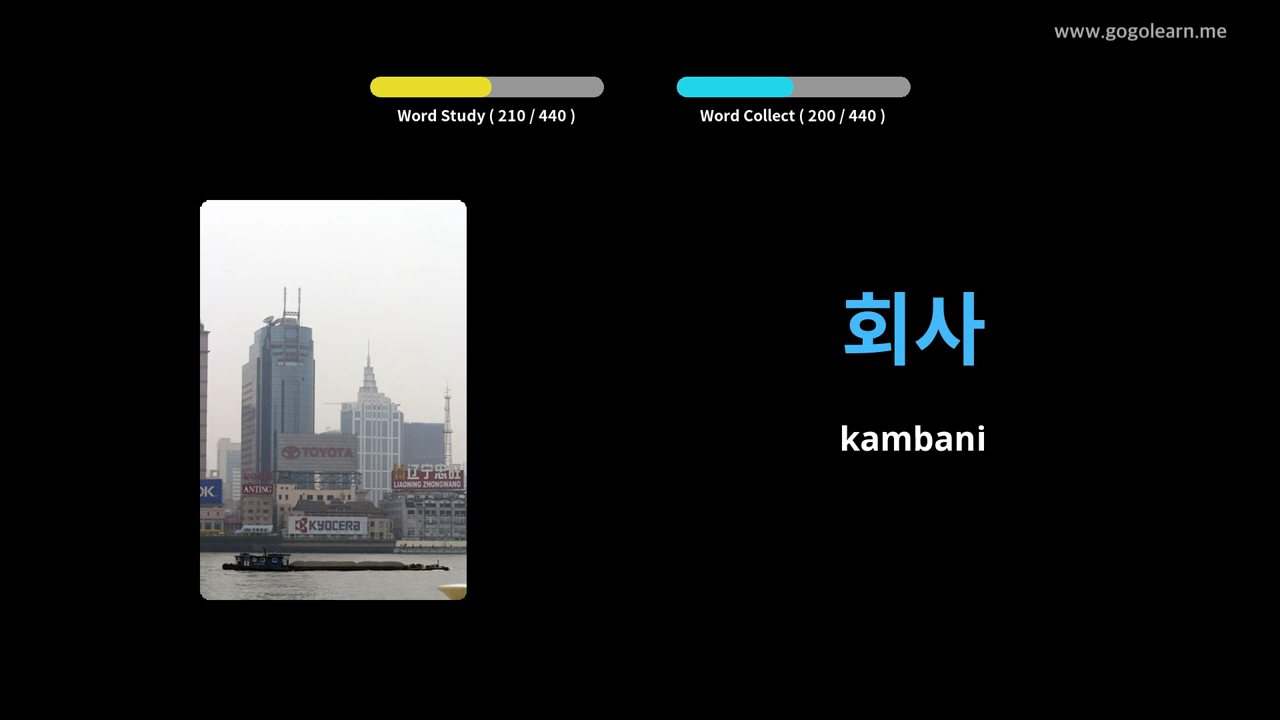 www.gogolearn.me
Word Study ( 210 / 440 )
Word Collect ( 200 / 440 )
회사
kambani
TOYOTA
辽宁忠旺
LIAONING ZHONGWANG
OK
ANTING
KYOCERA